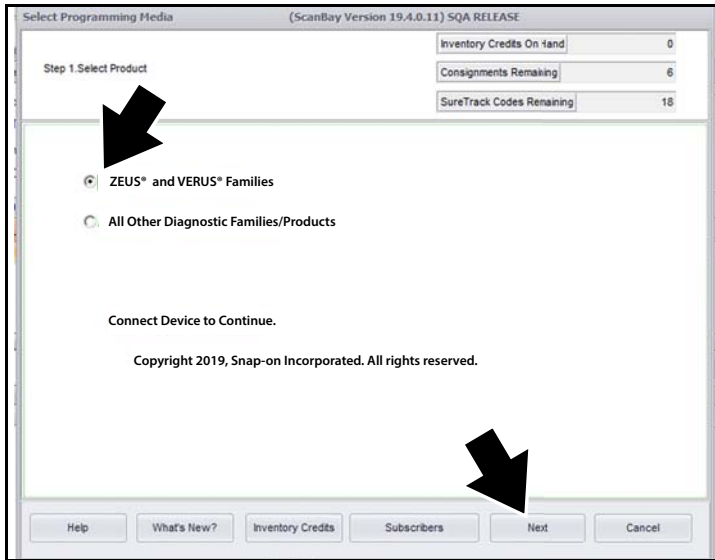 Select Programming Media (ScanBay Version 19.4.0.11) SQA RELEASE
Inventory Credits On Hand 0
Step 1.Select Product
Consignments Remaining 6
SureTrack Codes Remaining 18
ZEUS® and VERUS® Families
All Other Diagnostic Families/Products
Connect Device to Continue.
Copyright 2019, Snap-on Incorporated. All rights reserved.
Help What's New? Inventory Credits Subscribers Next Cancel